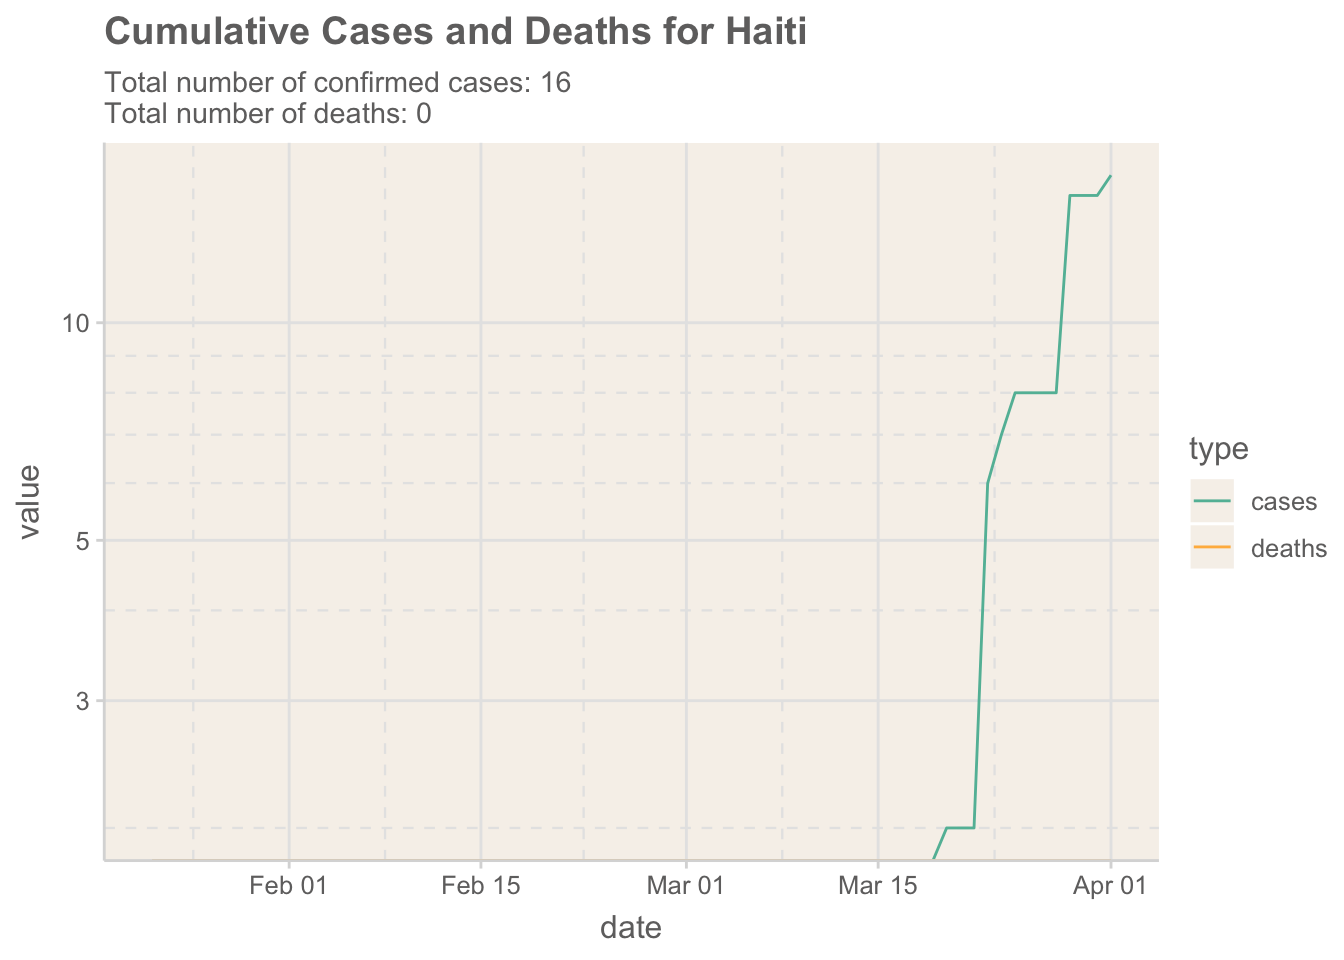 Cumulative Cases and Deaths for Haiti
Total number of confirmed cases: 16
Total number of deaths: 0
10
5
3
value
Feb 01
Feb 15
Mar 01
Mar 15
Apr 01
date
type
cases
deaths